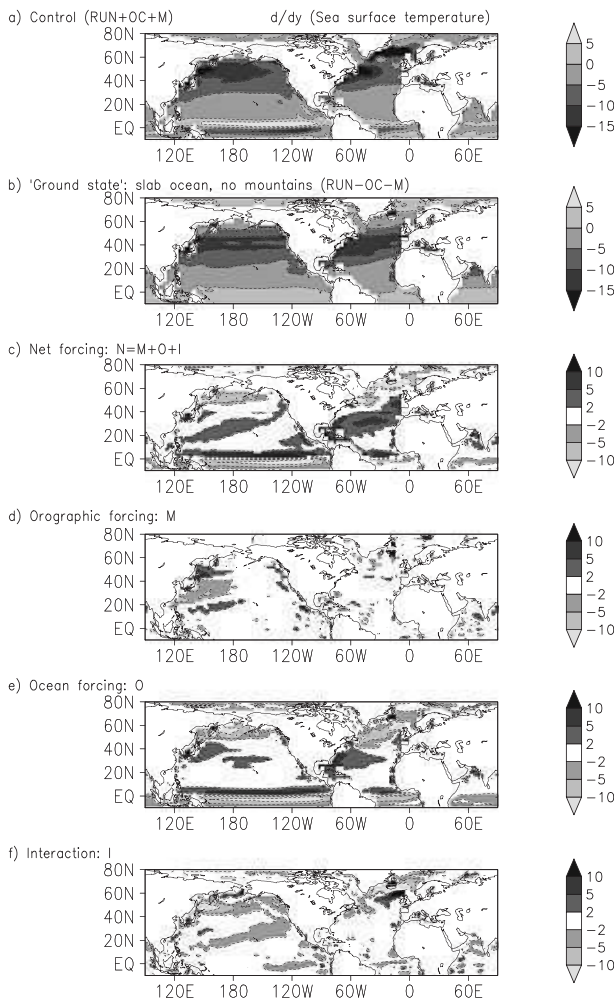 a) Control (RUN+OC+M) d/dy (Sea surface temperature)
80N
60N
40N
20N
EQ
120E 180 120W 60W 0 60E
5
0
−5
−10
−15
b) 'Ground state': slab ocean, no mountains (RUN−OC−M)
80N
60N
40N
20N
EQ
120E 180 120W 60W 0 60E
5
0
−5
−10
−15
c) Net forcing: N=M+O+I
80N
60N
40N
20N
EQ
120E 180 120W 60W 0 60E
10
5
2
−2
−5
−10
d) Orographic forcing: M
80N
60N
40N
20N
EQ
120E 180 120W 60W 0 60E
10
5
2
−2
−5
−10
e) Ocean forcing: O
80N
60N
40N
20N
EQ
120E 180 120W 60W 0 60E
10
5
2
−2
−5
−10
f) Interaction: I
80N
60N
40N
20N
EQ
120E 180 120W 60W 0 60E
10
5
2
−2
−5
−10